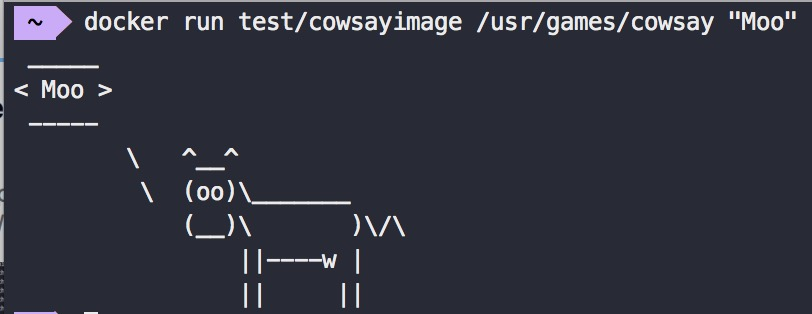 ~ docker run test/cowsayimage /usr/games/cowsay "Moo"
 _____
< Moo >
 -----
        \   ^__^
         \  (oo)\_______
            (__)\       )\/\
                ||----w |
                ||     ||